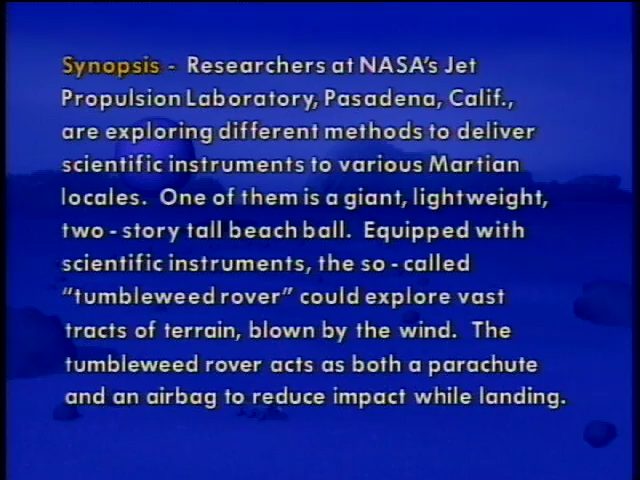 Synopsis - Researchers at NASA's Jet
Propulsion Laboratory, Pasadena, Calif.,
are exploring different methods to deliver
scientific instruments to various Martian
locales. One of them is a giant, lightweight,
two - story tall beach ball. Equipped with
scientific instruments, the so - called
"tumbleweed rover" could explore vast
tracts of terrain, blown by the wind. The
tumbleweed rover acts as both a parachute
and an airbag to reduce impact while landing.